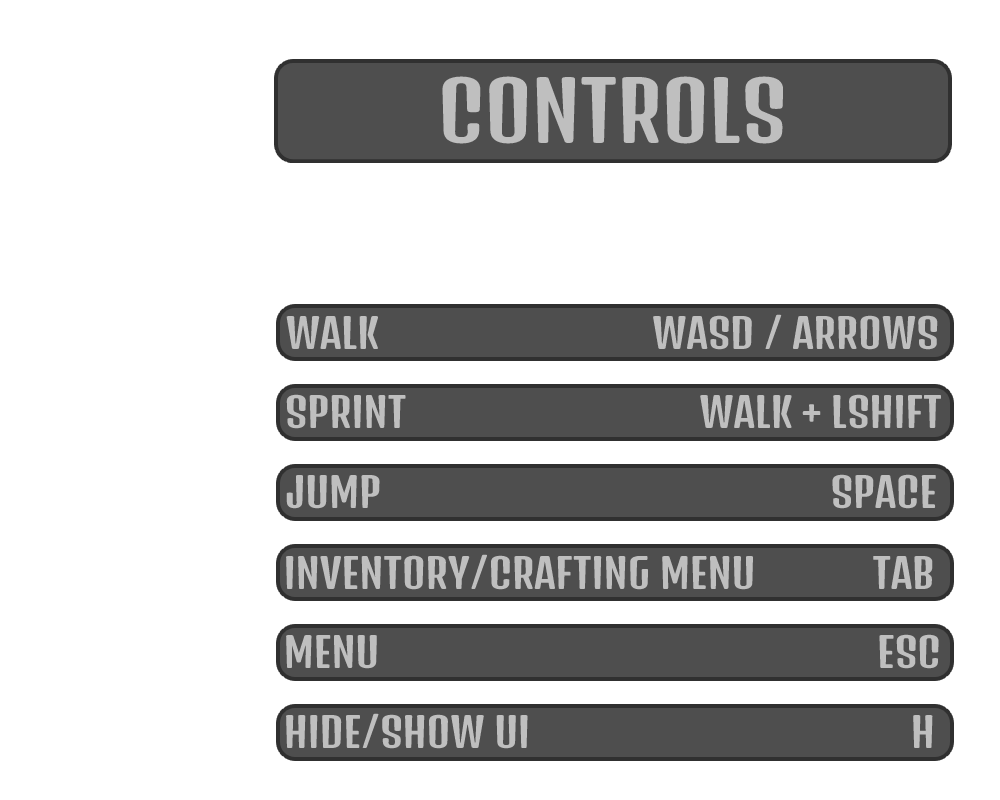 CONTROLS
WALK WASD / ARROWS
SPRINT WALK + LSHIFT
JUMP SPACE
INVENTORY/CRAFTING MENU TAB
MENU ESC
HIDE/SHOW UI H